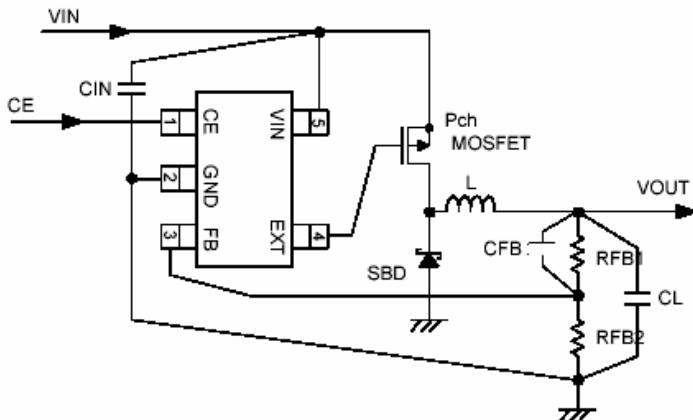 VIN
CIN
CE
1
CE
VIN
5
2
GND
3
FB
EXT
4
Pch
MOSFET
L
VOUT
CFB
RFB1
SBD
CL
RFB2